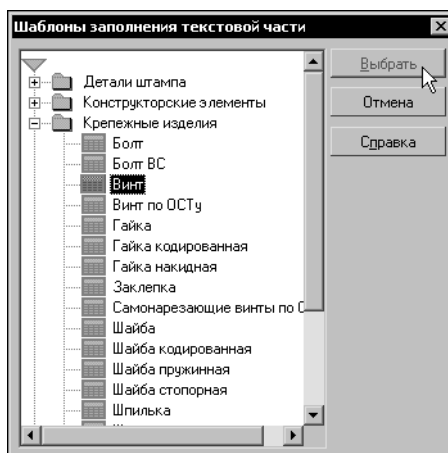 Шаблоны заполнения текстовой части
Выбрать
Детали штампа
Отмена
Конструкторские элементы
Крепежные изделия
Справка
Болт
Болт ВС
Винт
Винт по ОСТу
Гайка
Гайка кодированная
Гайка накидная
Заклепка
Самонарезающие винты по О
Шайба
Шайба кодированная
Шайба пружинная
Шайба стопорная
Шпилька